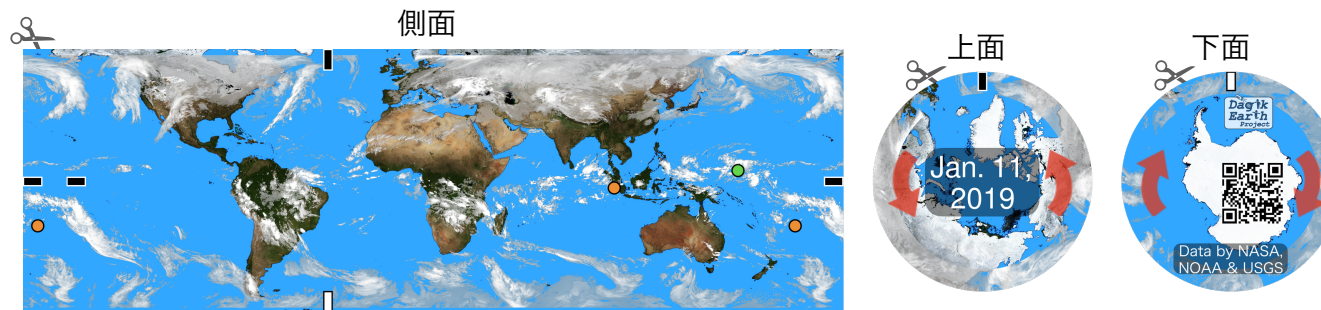 側面
上面
Jan. 11,
2019
下面
Dagik
Earth
Project
Data by NASA,
NOAA & USGS